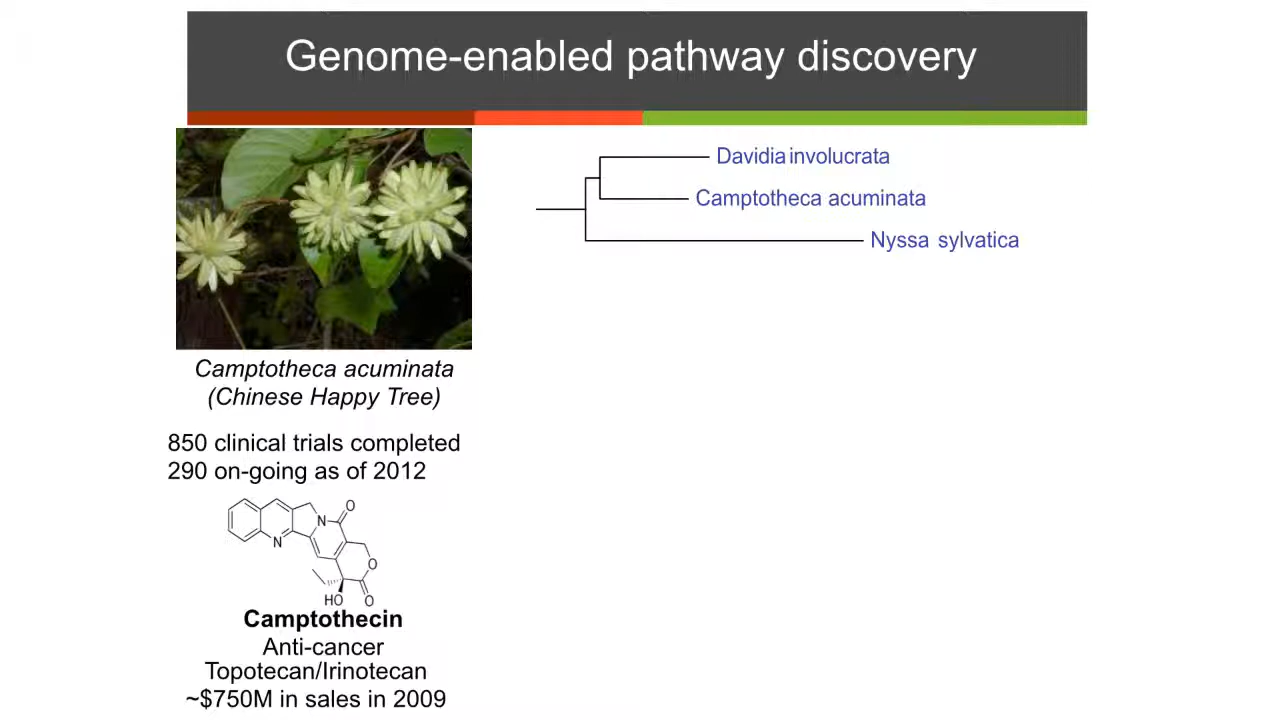 Genome-enabled pathway discovery
Davidia involucrata
Camptotheca acuminata
Nyssa sylvatica
Camptotheca acuminata
(Chinese Happy Tree)
850 clinical trials completed
290 on-going as of 2012
N
O
N
O
HO
O
Camptothecin
Anti-cancer
Topotecan/Irinotecan
~$750M in sales in 2009